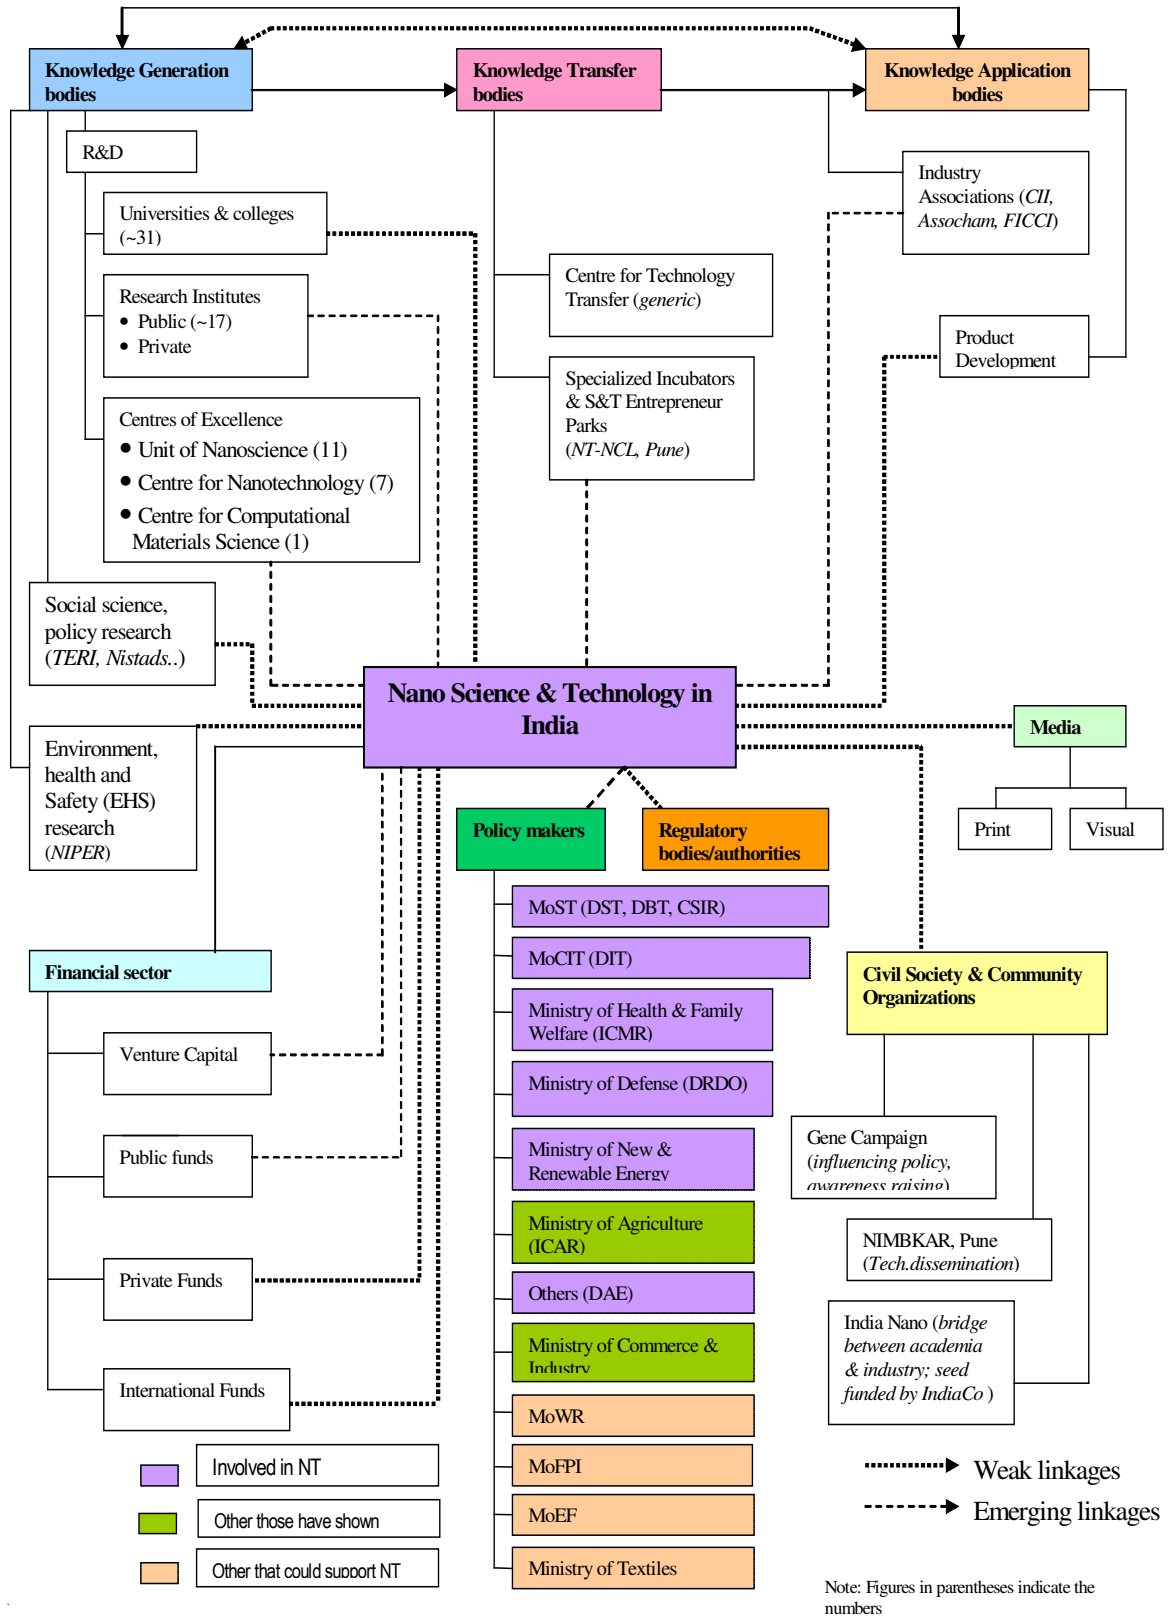 Knowledge Generation
bodies
Knowledge Transfer
bodies
Knowledge Application
bodies
R&D
Universities & colleges
(~31)
Research Institutes
• Public (~17)
• Private
Centres of Excellence
• Unit of Nanoscience (11)
• Centre for Nanotechnology (7)
• Centre for Computational
Materials Science (1)
Social science,
policy research
(TERI, Nistads..)
Environment,
health and
Safety (EHS)
research
(NIPER)
Centre for Technology
Transfer (generic)
Specialized Incubators
& S&T Entrepreneur
Parks
(NT-NCL, Pune)
Industry
Associations (CII,
Assocham, FICCI)
Product
Development
Nano Science & Technology in
India
Media
Print
Visual
Policy makers
Regulatory
bodies/authorities
MoST (DST, DBT, CSIR)
MoCIT (DIT)
Ministry of Health & Family
Welfare (ICMR)
Ministry of Defense (DRDO)
Ministry of New &
Renewable Energy
Ministry of Agriculture
(ICAR)
Others (DAE)
Ministry of Commerce &
Industry
MoWR
MoFPI
MoEF
Ministry of Textiles
Financial sector
Venture Capital
Public funds
Private Funds
International Funds
Civil Society & Community
Organizations
Gene Campaign
(influencing policy,
awareness raising)
NIMBKAR, Pune
(Tech.dissemination)
India Nano (bridge
between academia
& industry; seed
funded by IndiaCo )
Involved in NT
Other those have shown
Other that could support NT
Weak linkages
Emerging linkages
Note: Figures in parentheses indicate the
numbers